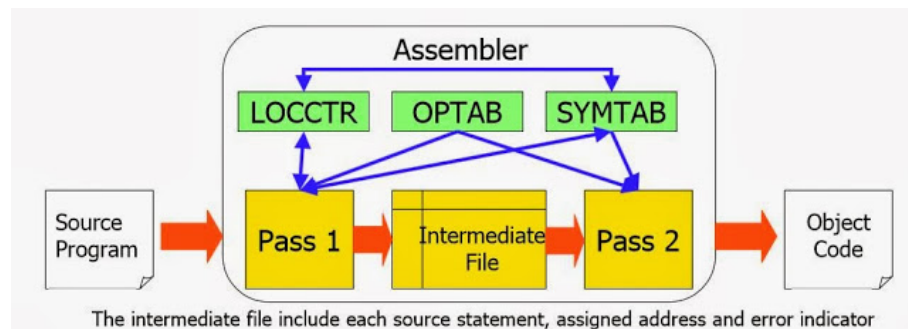 Assembler
LOCCTR
OPTAB
SYMTAB
Source
Program
Pass 1
Intermediate
File
Pass 2
Object
Code
The intermediate file include each source statement, assigned address and error indicator